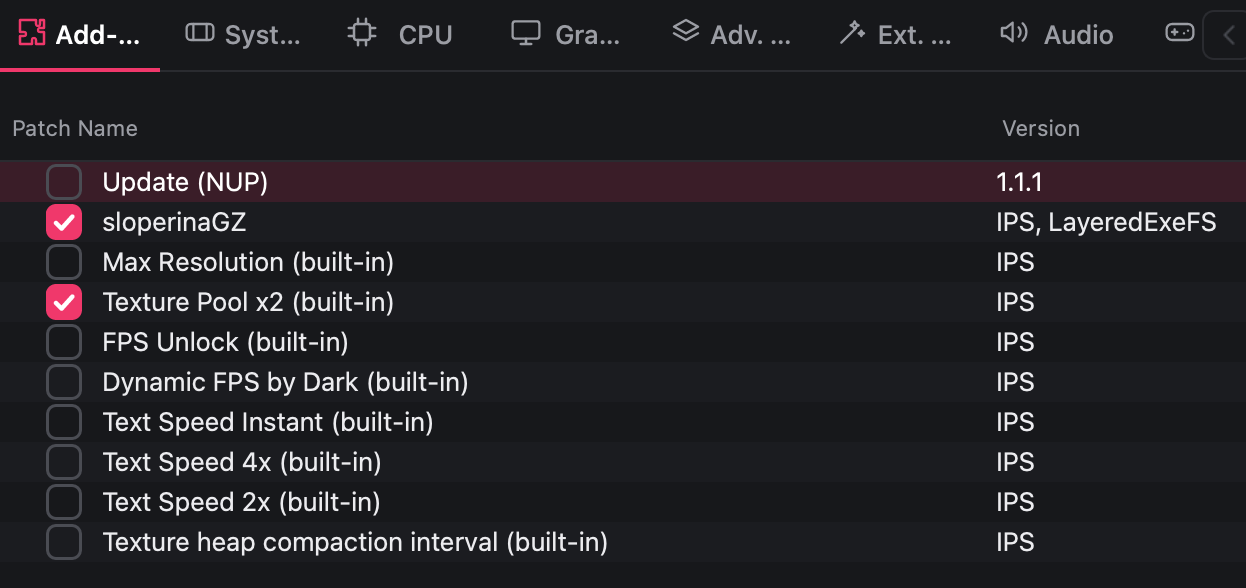 Add-... Syst... CPU Gra... Adv. ... Ext. ... Audio
Patch Name Version
Update (NUP) 1.1.1
sloperinaGZ IPS, LayeredExeFS
Max Resolution (built-in) IPS
Texture Pool x2 (built-in) IPS
FPS Unlock (built-in) IPS
Dynamic FPS by Dark (built-in) IPS
Text Speed Instant (built-in) IPS
Text Speed 4x (built-in) IPS
Text Speed 2x (built-in) IPS
Texture heap compaction interval (built-in) IPS